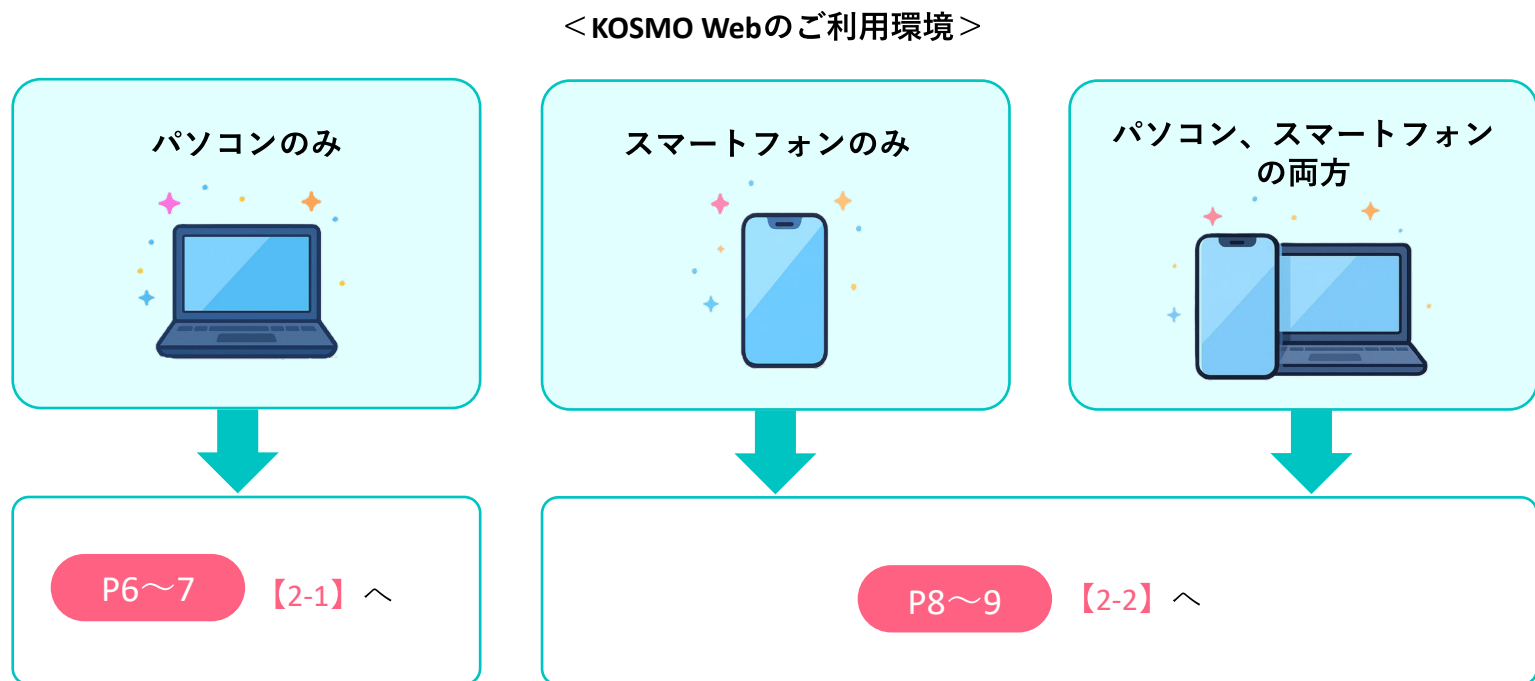 ＜KOSMO Webのご利用環境＞
パソコンのみ
スマートフォンのみ
パソコン、スマートフォン
の両方
P6～7 【2-1】 へ
P8～9 【2-2】 へ